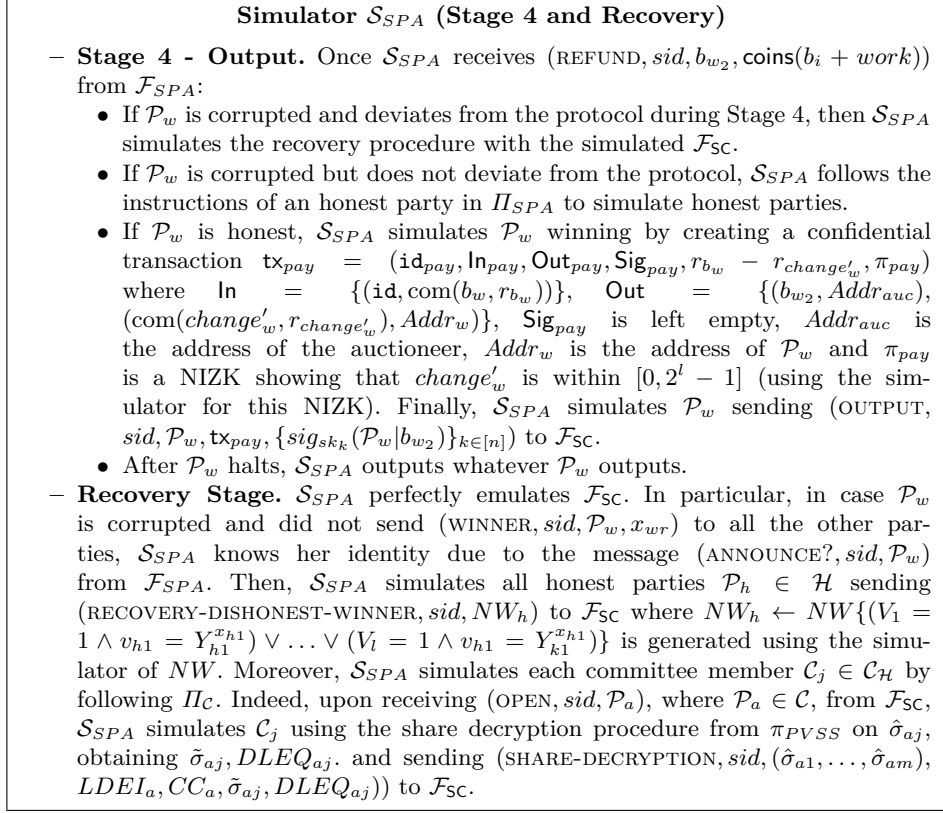 Simulator 𝒮_{SPA} (Stage 4 and Recovery)
– Stage 4 - Output. Once 𝒮_{SPA} receives (REFUND, sid, b_{w_2}, coins(b_i + work))
from ℱ_{SPA}:
• If 𝒫_w is corrupted and deviates from the protocol during Stage 4, then 𝒮_{SPA}
simulates the recovery procedure with the simulated ℱ_{SC}.
• If 𝒫_w is corrupted but does not deviate from the protocol, 𝒮_{SPA} follows the
instructions of an honest party in Π_{SPA} to simulate honest parties.
• If 𝒫_w is honest, 𝒮_{SPA} simulates 𝒫_w winning by creating a confidential
transaction tx_{pay} = (id_{pay}, In_{pay}, Out_{pay}, Sig_{pay}, r_{b_w} − r_{change'_w}, π_{pay})
where In = {(id, com(b_w, r_{b_w}))}, Out = {(b_{w_2}, Addr_{auc}),
(com(change'_w, r_{change'_w}), Addr_w)}, Sig_{pay} is left empty, Addr_{auc} is
the address of the auctioneer, Addr_w is the address of 𝒫_w and π_{pay}
is a NIZK showing that change'_w is within [0, 2^l − 1] (using the sim-
ulator for this NIZK). Finally, 𝒮_{SPA} simulates 𝒫_w sending (OUTPUT,
sid, 𝒫_w, tx_{pay}, {sig_{sk_k}(𝒫_w|b_{w_2})}_{k∈[n]}) to ℱ_{SC}.
• After 𝒫_w halts, 𝒮_{SPA} outputs whatever 𝒫_w outputs.
– Recovery Stage. 𝒮_{SPA} perfectly emulates ℱ_{SC}. In particular, in case 𝒫_w
is corrupted and did not send (WINNER, sid, 𝒫_w, x_{wr}) to all the other par-
ties, 𝒮_{SPA} knows her identity due to the message (ANNOUNCE?, sid, 𝒫_w)
from ℱ_{SPA}. Then, 𝒮_{SPA} simulates all honest parties 𝒫_h ∈ ℋ sending
(RECOVERY-DISHONEST-WINNER, sid, NW_h) to ℱ_{SC} where NW_h ← NW{(V_1 =
1 ∧ v_{h1} = Y_{h1}^{x_{h1}}) ∨ … ∨ (V_l = 1 ∧ v_{h1} = Y_{k1}^{x_{h1}})} is generated using the simu-
lator of NW. Moreover, 𝒮_{SPA} simulates each committee member 𝒞_j ∈ 𝒞_ℋ by
following Π_𝒞. Indeed, upon receiving (OPEN, sid, 𝒫_a), where 𝒫_a ∈ 𝒞, from ℱ_{SC},
𝒮_{SPA} simulates 𝒞_j using the share decryption procedure from π_{PVSS} on σ̂_{aj},
obtaining σ̃_{aj}, DLEQ_{aj}. and sending (SHARE-DECRYPTION, sid, (σ̂_{a1}, … , σ̂_{am}),
LDEI_a, CC_a, σ̃_{aj}, DLEQ_{aj})) to ℱ_{SC}.